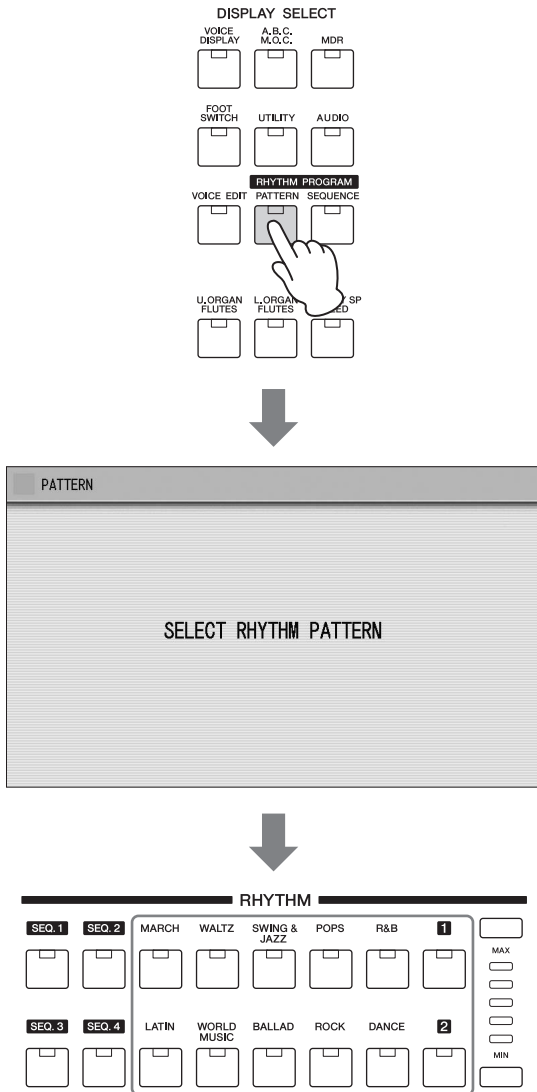 DISPLAY SELECT
VOICE DISPLAY
A.B.C. M.O.C.
MDR
FOOT SWITCH
UTILITY
AUDIO
RHYTHM PROGRAM
VOICE EDIT
PATTERN
SEQUENCE
U.ORGAN FLUTES
L.ORGAN FLUTES
SP
PATTERN
SELECT RHYTHM PATTERN
RHYTHM
SEQ. 1
SEQ. 2
MARCH
WALTZ
SWING & JAZZ
POPS
R&B
1
MAX
SEQ. 3
SEQ. 4
LATIN
WORLD MUSIC
BALLAD
ROCK
DANCE
2
MIN